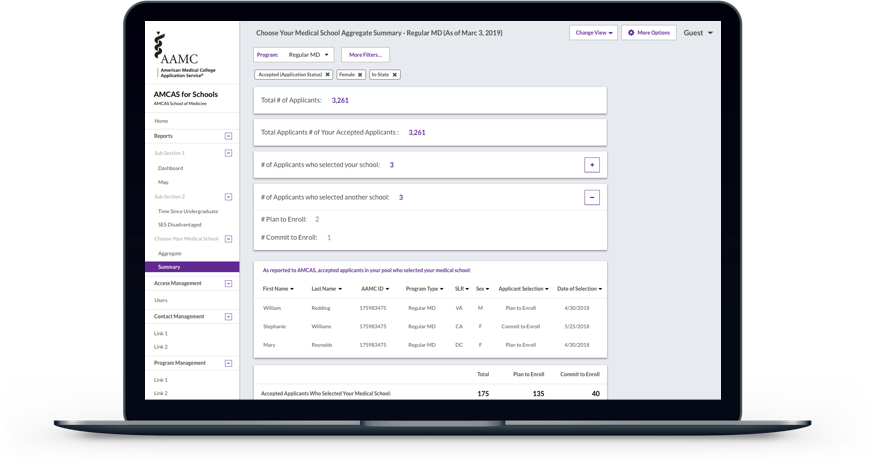 AAMC
American Medical College
Application Service®
AMCAS for Schools
AMCAS School of Medicine
Home
Reports
Sub Section 1
Dashboard
Map
Sub Section 2
Time Since Undergraduate
SES Disadvantaged
Choose Your Medical School
Aggregate
Summary
Access Management
Users
Contact Management
Link 1
Link 2
Program Management
Link 1
Link 2
Choose Your Medical School Aggregate Summary - Regular MD (As of Marc 3, 2019)
Change View
More Options
Guest
Program: Regular MD
More Filters...
Accepted (Application Status)
Female
In-State
Total # of Applicants: 3,261
Total Applicants # of Your Accepted Applicants : 3,261
# of Applicants who selected your school: 3
# of Applicants who selected another school: 3
# Plan to Enroll: 2
# Commit to Enroll: 1
As reported to AMCAS, accepted applicants in your pool who selected your medical school:
First Name Last Name AAMC ID Program Type SLR Sex Applicant Selection Date of Selection
William Redding 175983475 Regular MD VA M Plan to Enroll 4/30/2018
Stephanie Williams 175983475 Regular MD CA F Commit to Enroll 5/25/2018
Mary Reynolds 175983475 Regular MD DC F Plan to Enroll 4/30/2018
Total Plan to Enroll Commit to Enroll
Accepted Applicants Who Selected Your Medical School: 175 135 40